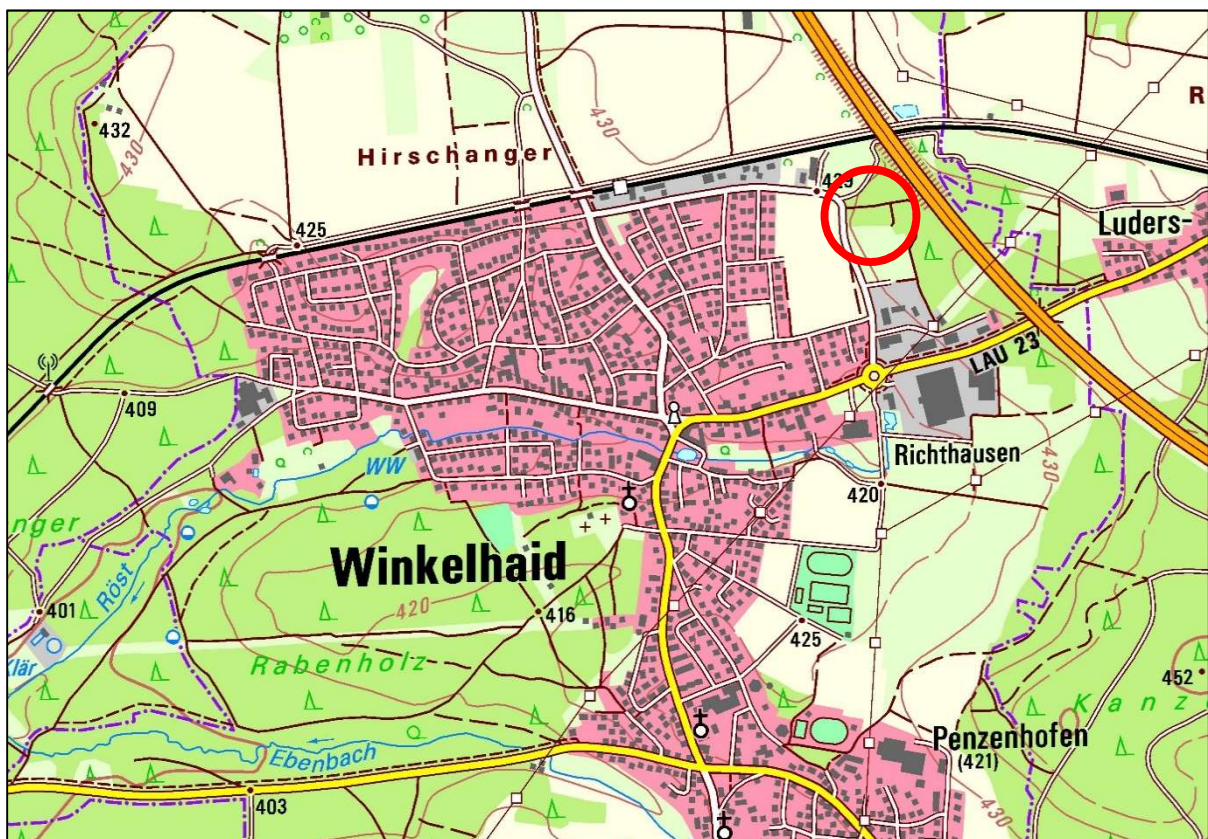 432
430
Hirschanger
430
R
425
429
Luders-
LAU 23
409
WW
Richthausen
430
420
nger
Röst
Winkelhaid
420
401
416
425
Klär
Rabenholz
452
Kanz
Penzenhofen
(421)
Ebenbach
403
430